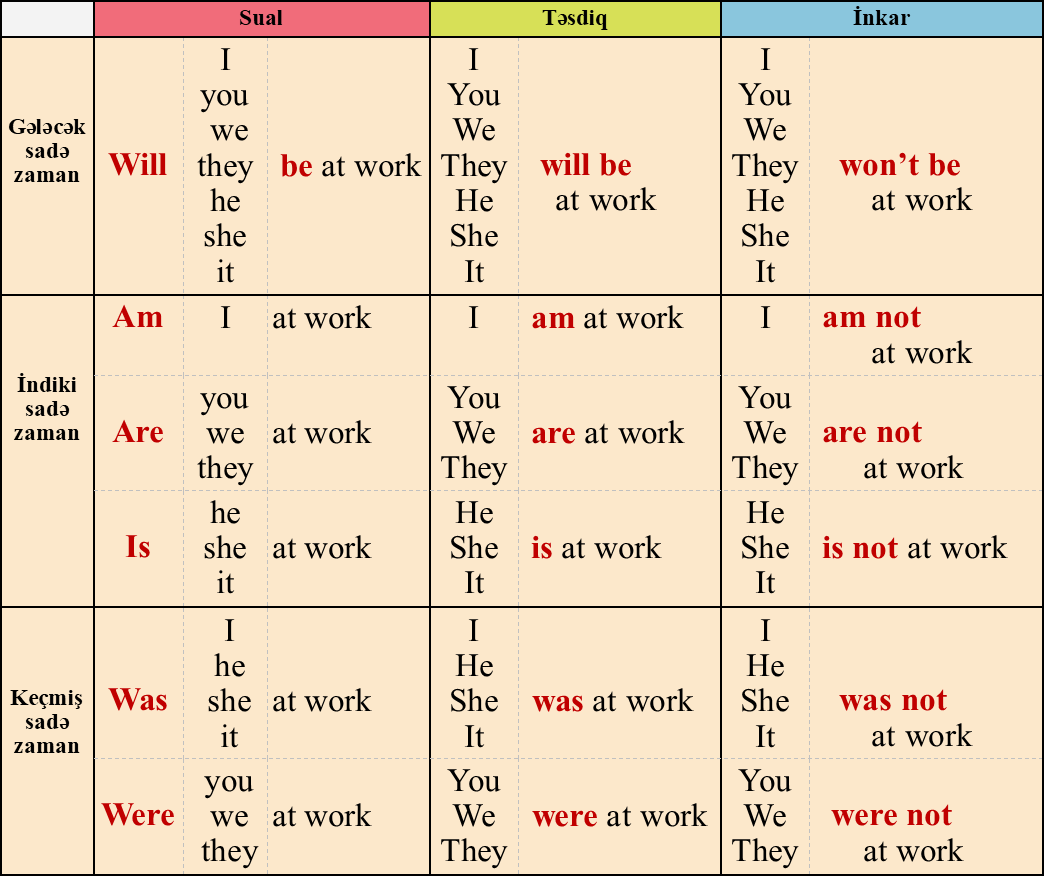 Sual Təsdiq İnkar
Gələcək
sadə
zaman
Will
I
you
we
they
he
she
it
be at work
I
You
We
They
He
She
It
will be
at work
I
You
We
They
He
She
It
won’t be
at work
İndiki
sadə
zaman
Am
I
at work
I
am at work
I
am not
at work
Are
you
we
they
at work
You
We
They
are at work
You
We
They
are not
at work
Is
he
she
it
at work
He
She
It
is at work
He
She
It
is not at work
Keçmiş
sadə
zaman
Was
I
he
she
it
at work
I
He
She
It
was at work
I
He
She
It
was not
at work
Were
you
we
they
at work
You
We
They
were at work
You
We
They
were not
at work